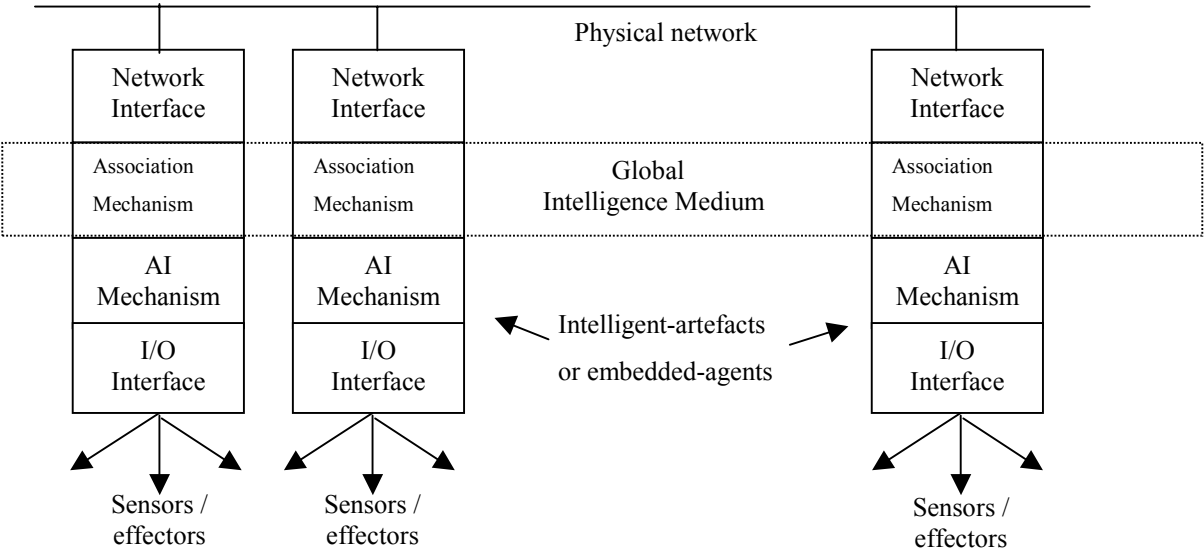 Physical network
Network
Interface
Network
Interface
Network
Interface
Association
Mechanism
Association
Mechanism
Global
Intelligence Medium
Association
Mechanism
AI
Mechanism
AI
Mechanism
AI
Mechanism
Intelligent-artefacts
or embedded-agents
I/O
Interface
I/O
Interface
I/O
Interface
Sensors /
effectors
Sensors /
effectors
Sensors /
effectors